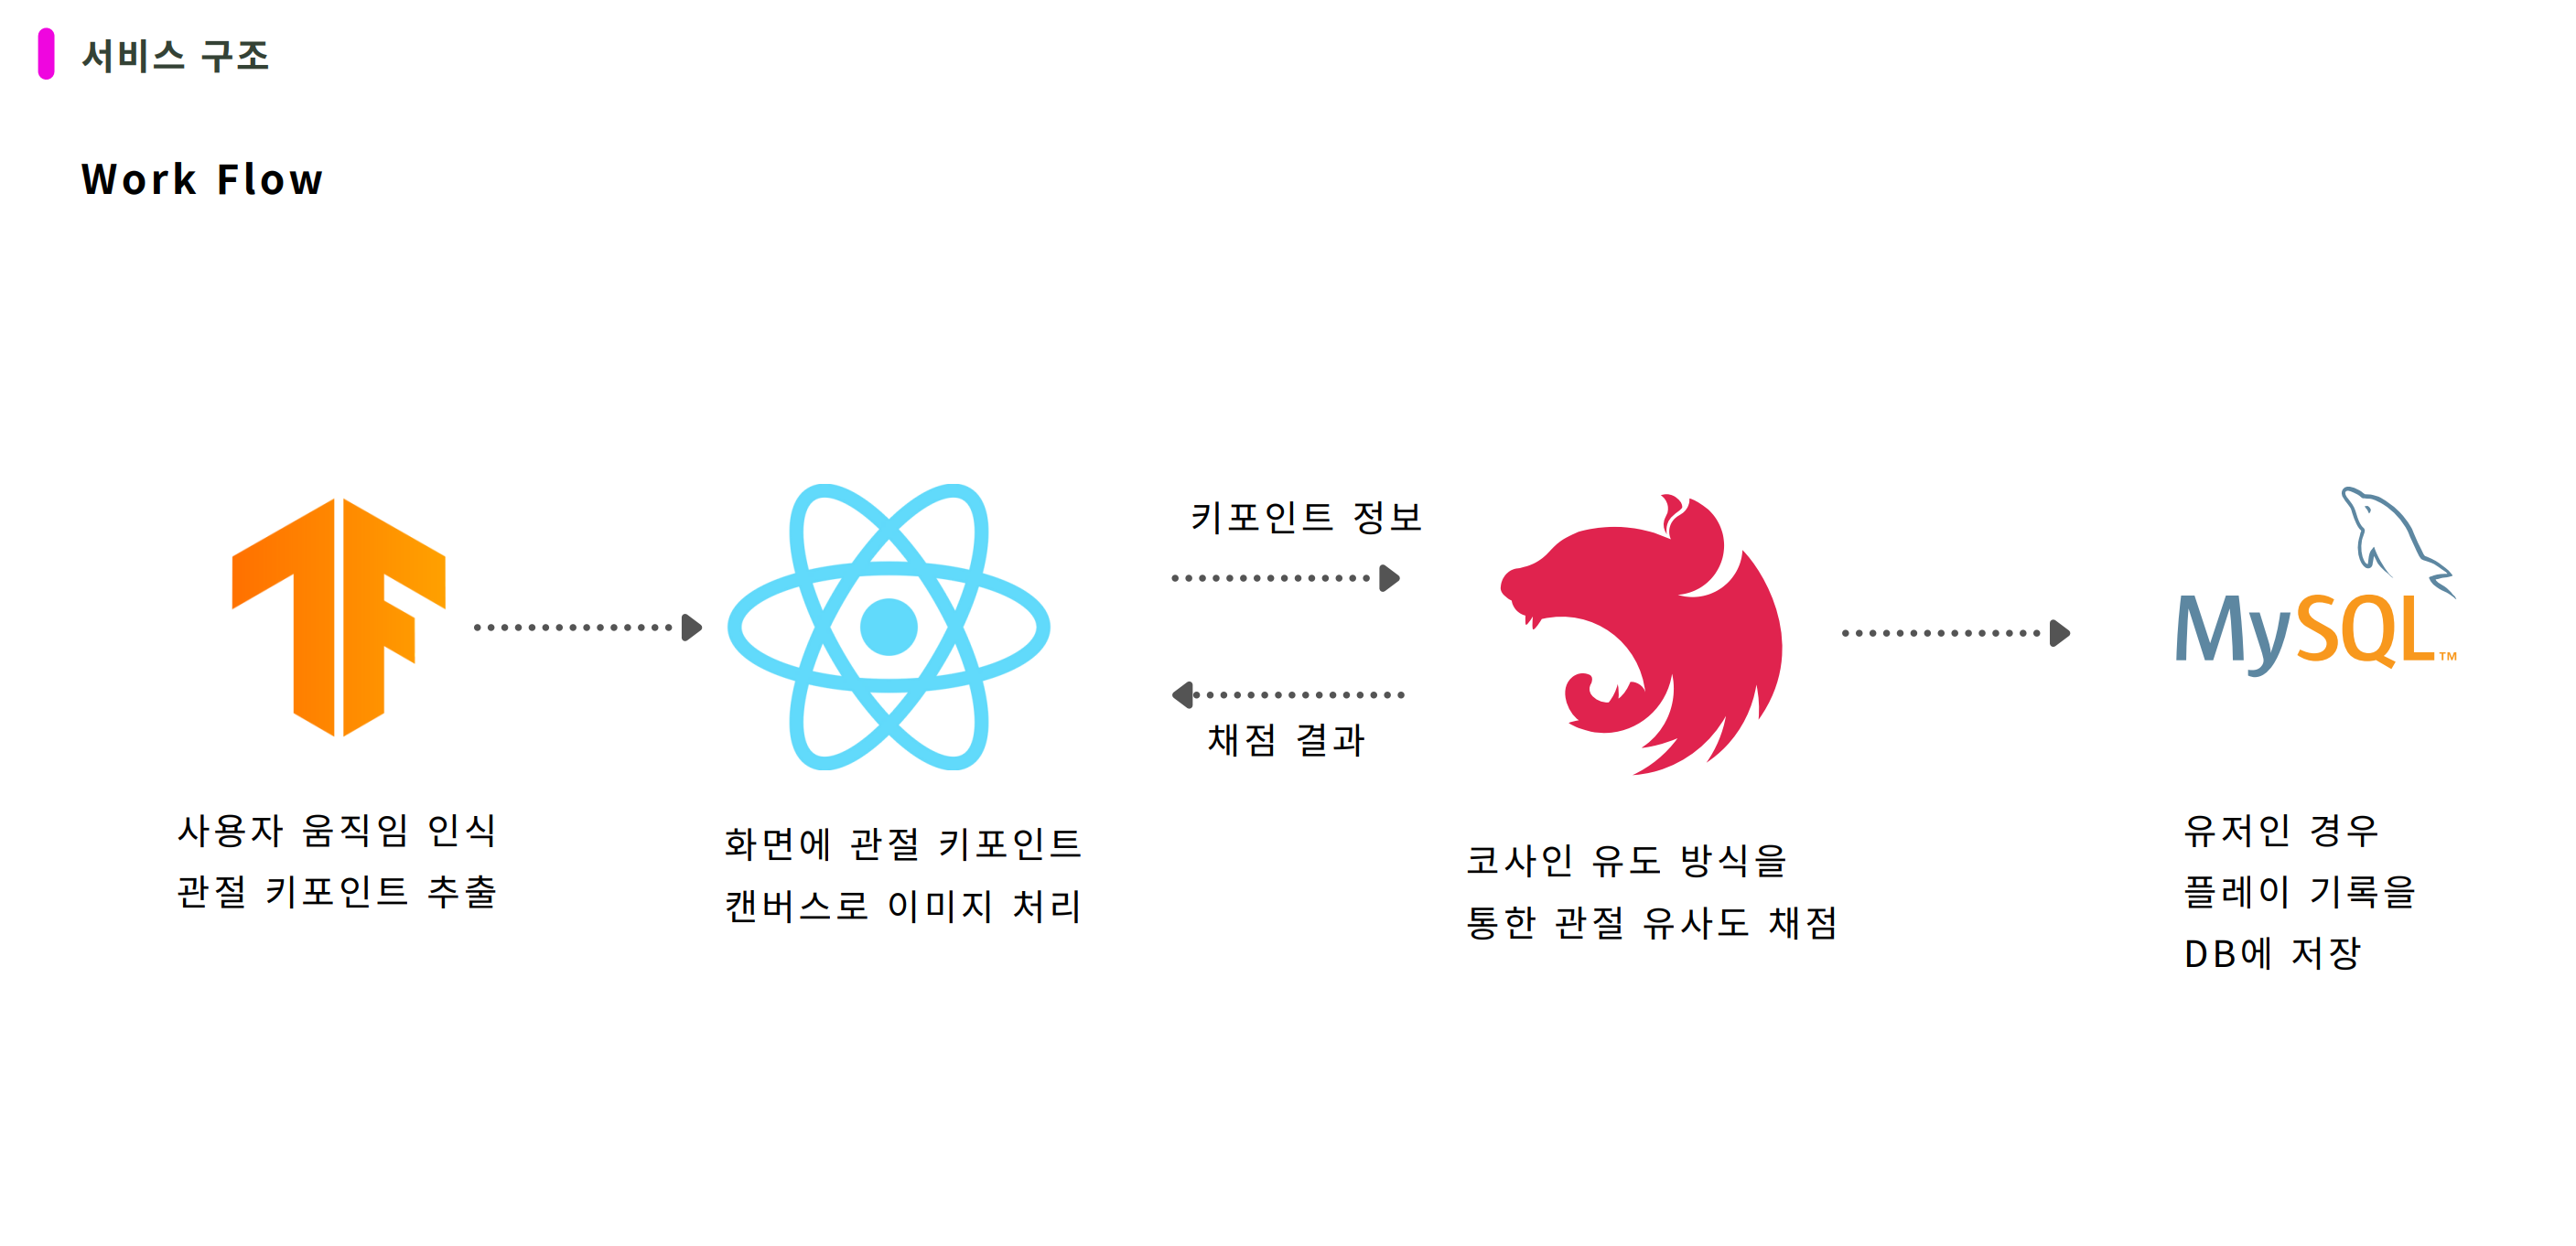 서비스 구조
Work Flow
키포인트 정보
채점 결과
MySQL™
사용자 움직임 인식
관절 키포인트 추출
화면에 관절 키포인트
캔버스로 이미지 처리
코사인 유도 방식을
통한 관절 유사도 채점
유저인 경우
플레이 기록을
DB에 저장